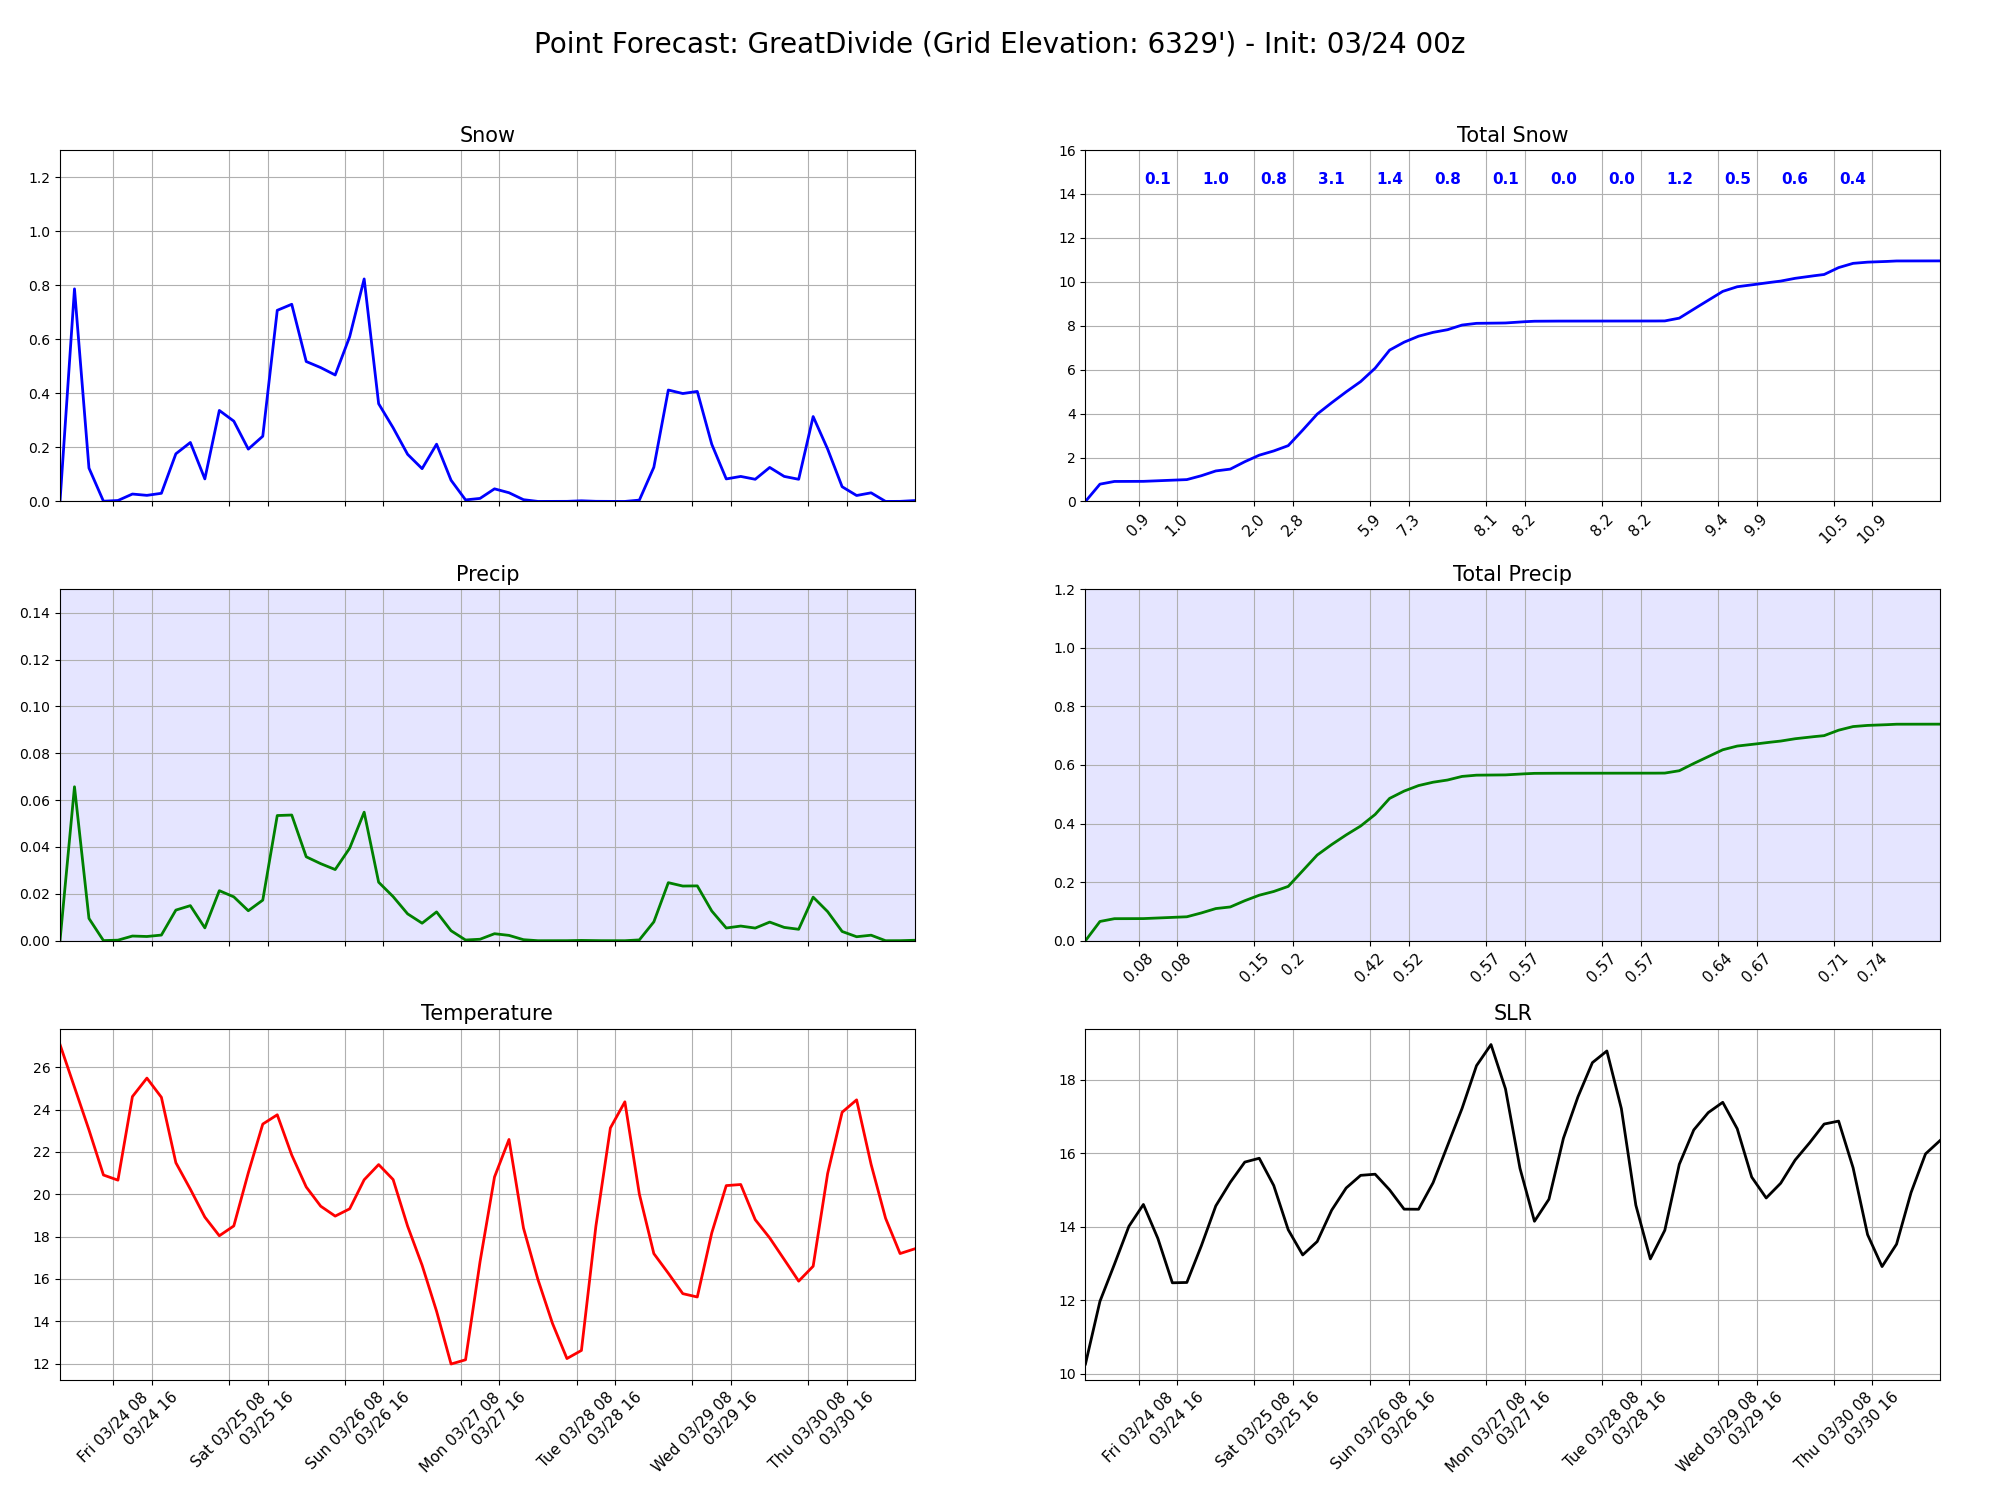 Point Forecast: GreatDivide (Grid Elevation: 6329') - Init: 03/24 00z
Snow
1.2
1.0
0.8
0.6
0.4
0.2
0.0
Total Snow
16
14
12
10
8
6
4
2
0
0.1 1.0 0.8 3.1 1.4 0.8 0.1 0.0 0.0 1.2 0.5 0.6 0.4
0.9 1.0 2.0 2.8 5.9 7.3 8.1 8.2 8.2 8.2 9.4 9.9 10.5 10.9
Precip
0.14
0.12
0.10
0.08
0.06
0.04
0.02
0.00
Total Precip
1.2
1.0
0.8
0.6
0.4
0.2
0.0
0.08 0.08 0.15 0.2 0.42 0.52 0.57 0.57 0.57 0.57 0.64 0.67 0.71 0.74
Temperature
26
24
22
20
18
16
14
12
Fri 03/24 08
03/24 16
Sat 03/25 08
03/25 16
Sun 03/26 08
03/26 16
Mon 03/27 08
03/27 16
Tue 03/28 08
03/28 16
Wed 03/29 08
03/29 16
Thu 03/30 08
03/30 16
SLR
18
16
14
12
10
Fri 03/24 08
03/24 16
Sat 03/25 08
03/25 16
Sun 03/26 08
03/26 16
Mon 03/27 08
03/27 16
Tue 03/28 08
03/28 16
Wed 03/29 08
03/29 16
Thu 03/30 08
03/30 16